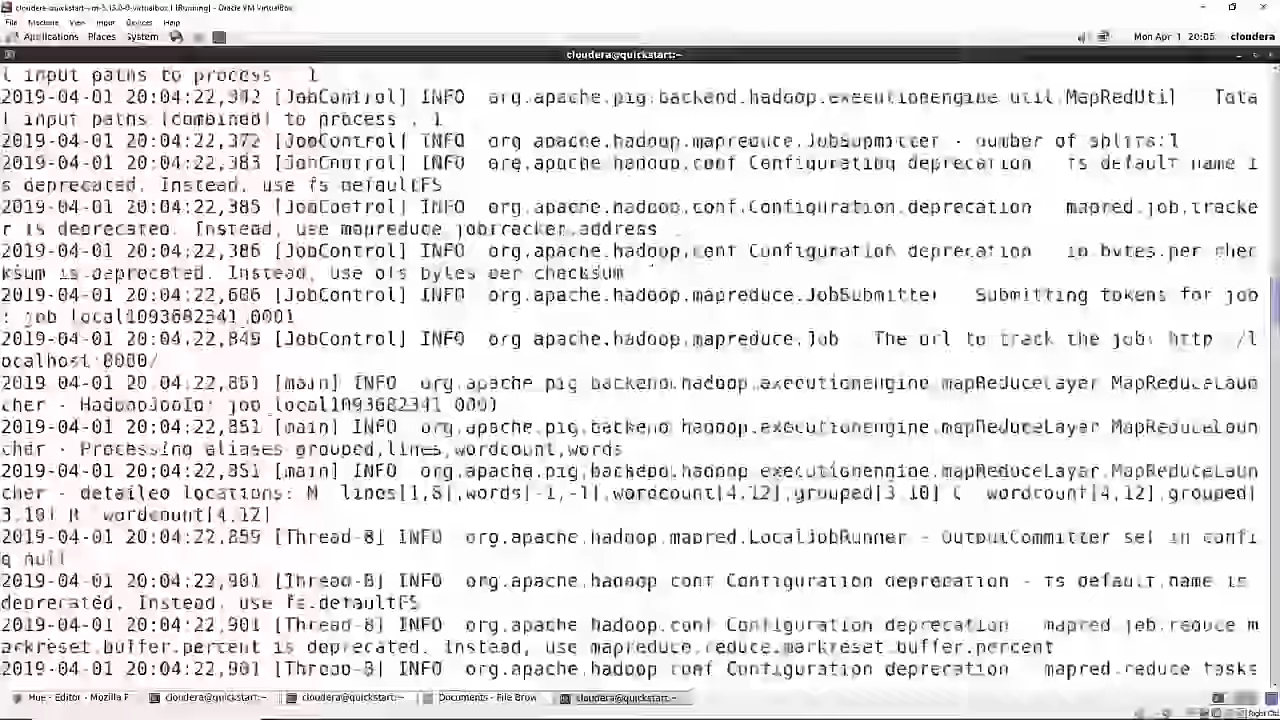 cloudera-quickstart-vm-5.13.0-0-virtualbox [Running] - Oracle VM VirtualBox
File Machine View Input Devices Help
Applications Places System Mon Apr 1 20:05 cloudera
cloudera@quickstart:~
l input paths to process 1
2019-04-01 20:04:22, [JobControl] INFO org.apache.pig.backend.hadoop.executionengine util.MapRedUtil Tota
l input paths (combined) to process . 1
2019-04-01 20:04:22,372 [JobControl] INFO org.apache.hadoop.mapreduce.JobSubmitter - number of splits:1
2019-04-01 20:04:22,383 [JobControl] INFO org.apache.hadoop.conf Configuration deprecation fs default name i
s deprecated. Instead, use fs defaultFS
2019-04-01 20:04:22,385 [JobControl] INFO org.apache.hadoop.conf.Configuration.deprecation mapred.job.tracke
r is deprecated. Instead, use mapreduce jobtracker.address
2019-04-01 20:04:22,386 [JobControl] INFO org.apache.hadoop.conf Configuration deprecation io.bytes.per chec
ksum is deprecated. Instead, use dfs bytes per checksum
2019-04-01 20:04:22,606 [JobControl] INFO org.apache.hadoop.mapreduce.JobSubmitter Submitting tokens for job
: job local1093682341 0001
2019-04-01 20:04:22,849 [JobControl] INFO org apache.hadoop.mapreduce.Job The url to track the job: http /l
ocalhost:8080/
2019 04-01 20:04:22,851 [main] INFO org.apache pig backend.hadoop.executionengine mapReduceLayer MapReduceLaun
cher - HadoopJobId: job local1093682341 0001
2019-04-01 20:04:22,851 [main] INFO org.apache.pig.backend hadoop.executionengine.mapReduceLayer MapReduceLaun
cher - Processing aliases grouped,lines,wordcount,words
2019-04-01 20:04:22,851 [main] INFO org.apache.pig.backend.hadoop executionengine.mapReduceLayer.MapReduceLaun
cher - detailed locations: M lines[1,8],words[-1,-1],wordcount[4,12],grouped[3,10] C wordcount[4,12],grouped[
3,10] R wordcount[4,12]
2019-04-01 20:04:22,859 [Thread-8] INFO org.apache.hadoop.mapred.LocalJobRunner - OutputCommitter set in confi
g null
2019-04-01 20:04:22,901 [Thread-8] INFO org.apache.hadoop conf Configuration deprecation - fs default.name is
deprecated. Instead, use fs.defaultFS
2019-04-01 20:04:22,901 [Thread-8] INFO org.apache.hadoop.conf Configuration deprecation mapred job.reduce m
arkreset.buffer.percent is deprecated. Instead, use mapreduce.reduce.markreset buffer.percent
2019-04-01 20:04:22,901 [Thread-8] INFO org.apache.hadoop conf Configuration deprecation mapred.reduce tasks
Hue - Editor - Mozilla F cloudera@quickstart:~ cloudera@quickstart:~ Documents - File Brow cloudera@quickstart:~